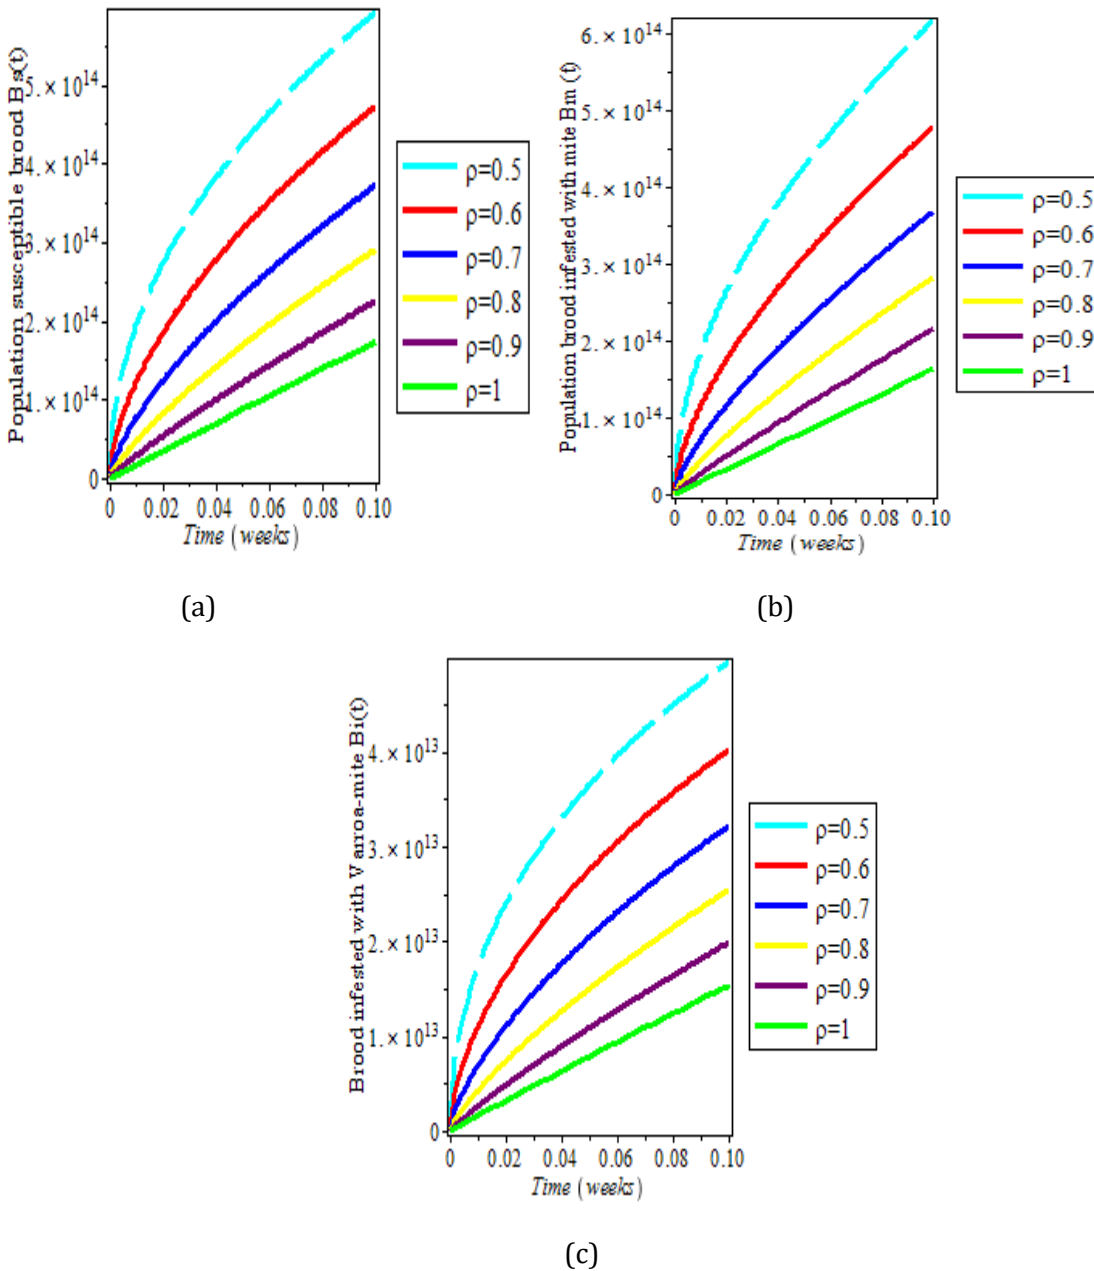 Population susceptible brood Bs(t)
5.×10¹⁴
4.×10¹⁴
3.×10¹⁴
2.×10¹⁴
1.×10¹⁴
0
0 0.02 0.04 0.06 0.08 0.10
Time (weeks)
ρ=0.5
ρ=0.6
ρ=0.7
ρ=0.8
ρ=0.9
ρ=1
(a)
Population brood infested with mite Bm (t)
6.×10¹⁴
5.×10¹⁴
4.×10¹⁴
3.×10¹⁴
2.×10¹⁴
1.×10¹⁴
0
0 0.02 0.04 0.06 0.08 0.10
Time (weeks)
ρ=0.5
ρ=0.6
ρ=0.7
ρ=0.8
ρ=0.9
ρ=1
(b)
Brood infested with Varroa-mite Bi(t)
4.×10¹³
3.×10¹³
2.×10¹³
1.×10¹³
0
0 0.02 0.04 0.06 0.08 0.10
Time (weeks)
ρ=0.5
ρ=0.6
ρ=0.7
ρ=0.8
ρ=0.9
ρ=1
(c)